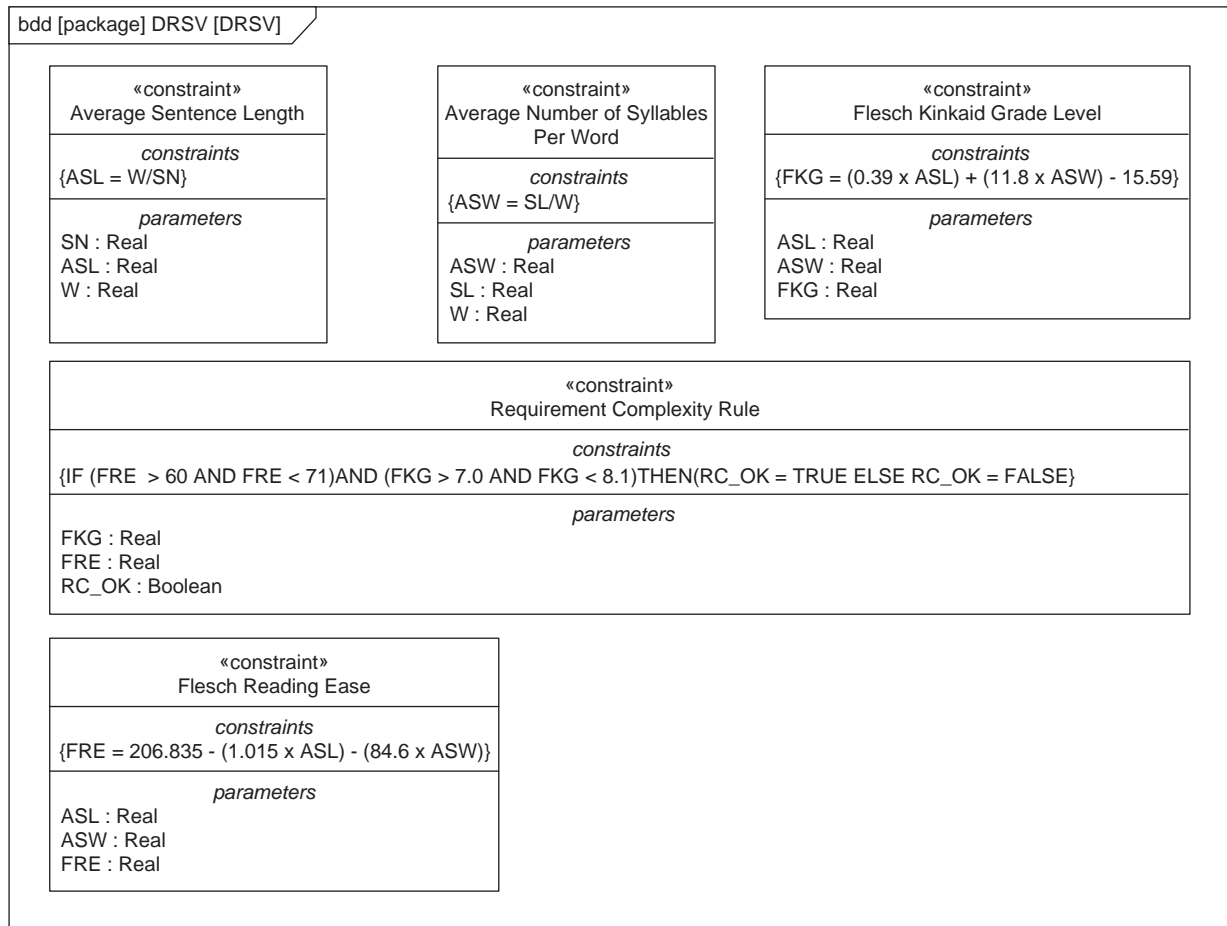 bdd [package] DRSV [DRSV]
«constraint»
Average Sentence Length
constraints
{ASL = W/SN}
parameters
SN : Real
ASL : Real
W : Real
«constraint»
Average Number of Syllables
Per Word
constraints
{ASW = SL/W}
parameters
ASW : Real
SL : Real
W : Real
«constraint»
Flesch Kinkaid Grade Level
constraints
{FKG = (0.39 x ASL) + (11.8 x ASW) - 15.59}
parameters
ASL : Real
ASW : Real
FKG : Real
«constraint»
Requirement Complexity Rule
constraints
{IF (FRE  > 60 AND FRE < 71)AND (FKG > 7.0 AND FKG < 8.1)THEN(RC_OK = TRUE ELSE RC_OK = FALSE}
parameters
FKG : Real
FRE : Real
RC_OK : Boolean
«constraint»
Flesch Reading Ease
constraints
{FRE = 206.835 - (1.015 x ASL) - (84.6 x ASW)}
parameters
ASL : Real
ASW : Real
FRE : Real